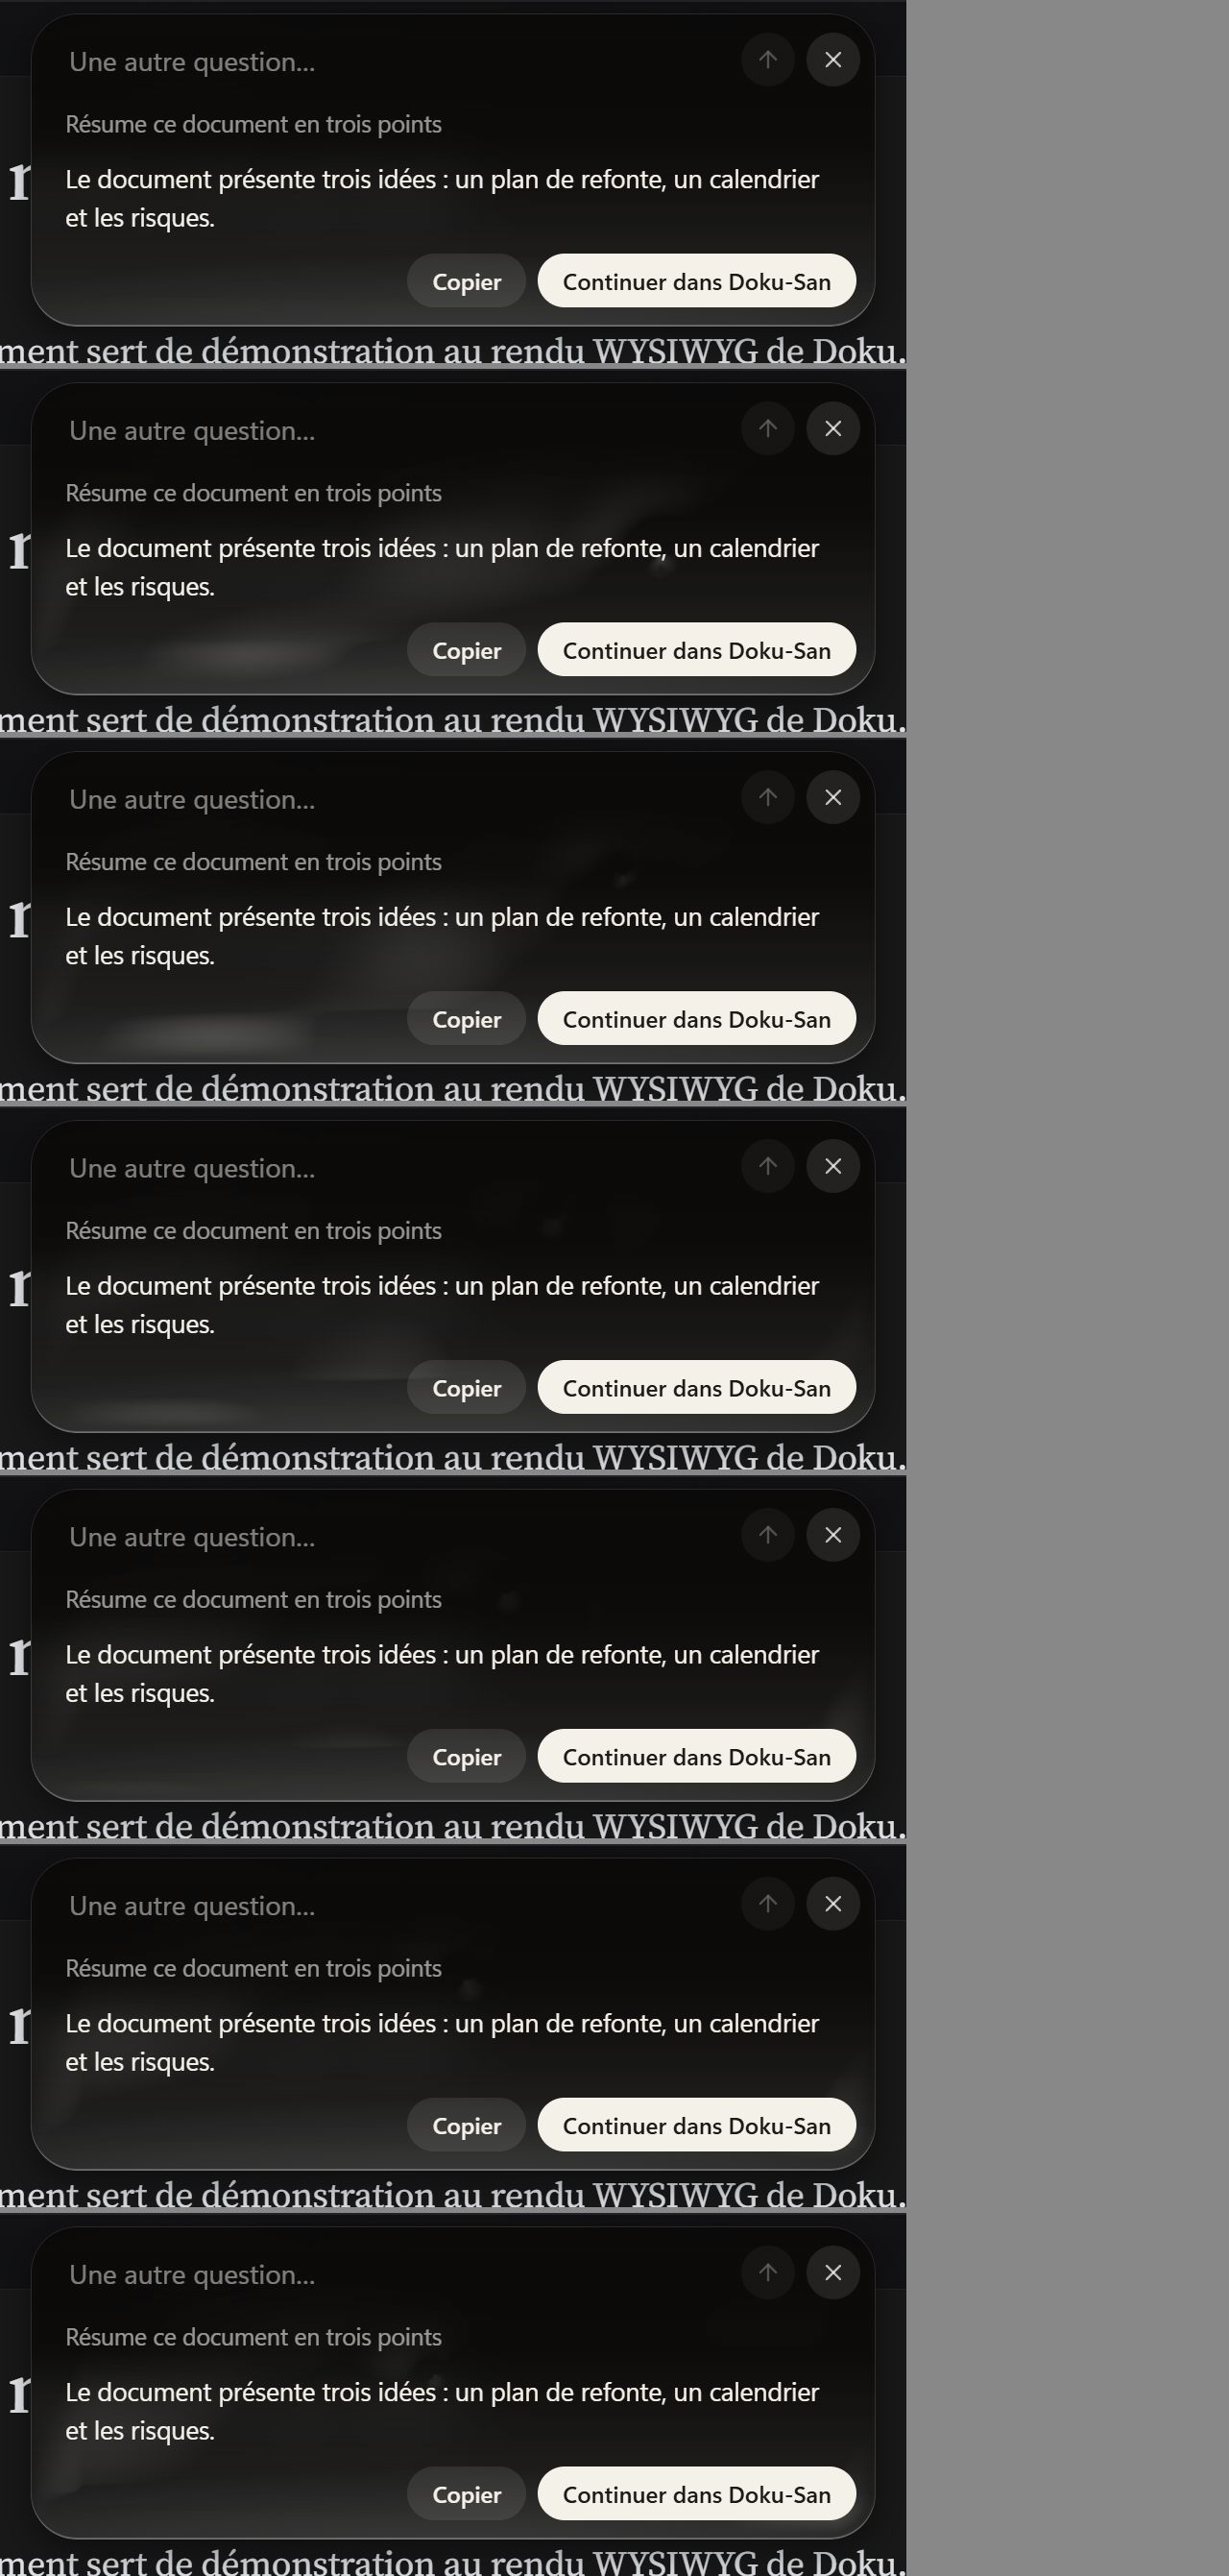 Une autre question...
Résume ce document en trois points
r
Le document présente trois idées : un plan de refonte, un calendrier
et les risques.
Copier Continuer dans Doku-San
ment sert de démonstration au rendu WYSIWYG de Doku.
Une autre question...
Résume ce document en trois points
r
Le document présente trois idées : un plan de refonte, un calendrier
et les risques.
Copier Continuer dans Doku-San
ment sert de démonstration au rendu WYSIWYG de Doku.
Une autre question...
Résume ce document en trois points
r
Le document présente trois idées : un plan de refonte, un calendrier
et les risques.
Copier Continuer dans Doku-San
ment sert de démonstration au rendu WYSIWYG de Doku.
Une autre question...
Résume ce document en trois points
r
Le document présente trois idées : un plan de refonte, un calendrier
et les risques.
Copier Continuer dans Doku-San
ment sert de démonstration au rendu WYSIWYG de Doku.
Une autre question...
Résume ce document en trois points
r
Le document présente trois idées : un plan de refonte, un calendrier
et les risques.
Copier Continuer dans Doku-San
ment sert de démonstration au rendu WYSIWYG de Doku.
Une autre question...
Résume ce document en trois points
r
Le document présente trois idées : un plan de refonte, un calendrier
et les risques.
Copier Continuer dans Doku-San
ment sert de démonstration au rendu WYSIWYG de Doku.
Une autre question...
Résume ce document en trois points
r
Le document présente trois idées : un plan de refonte, un calendrier
et les risques.
Copier Continuer dans Doku-San
ment sert de démonstration au rendu WYSIWYG de Doku.